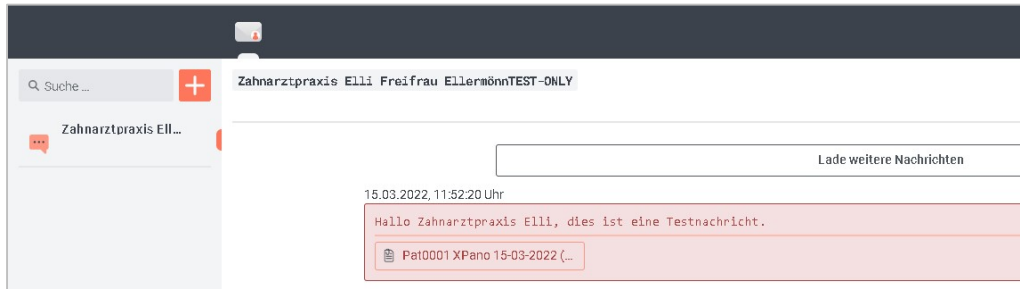 Suche ...
Zahnarztpraxis Elli Freifrau EllermönnTEST-ONLY
Zahnarztpraxis Ell...
Lade weitere Nachrichten
15.03.2022, 11:52:20 Uhr
Hallo Zahnarztpraxis Elli, dies ist eine Testnachricht.
Pat0001 XPano 15-03-2022 (...